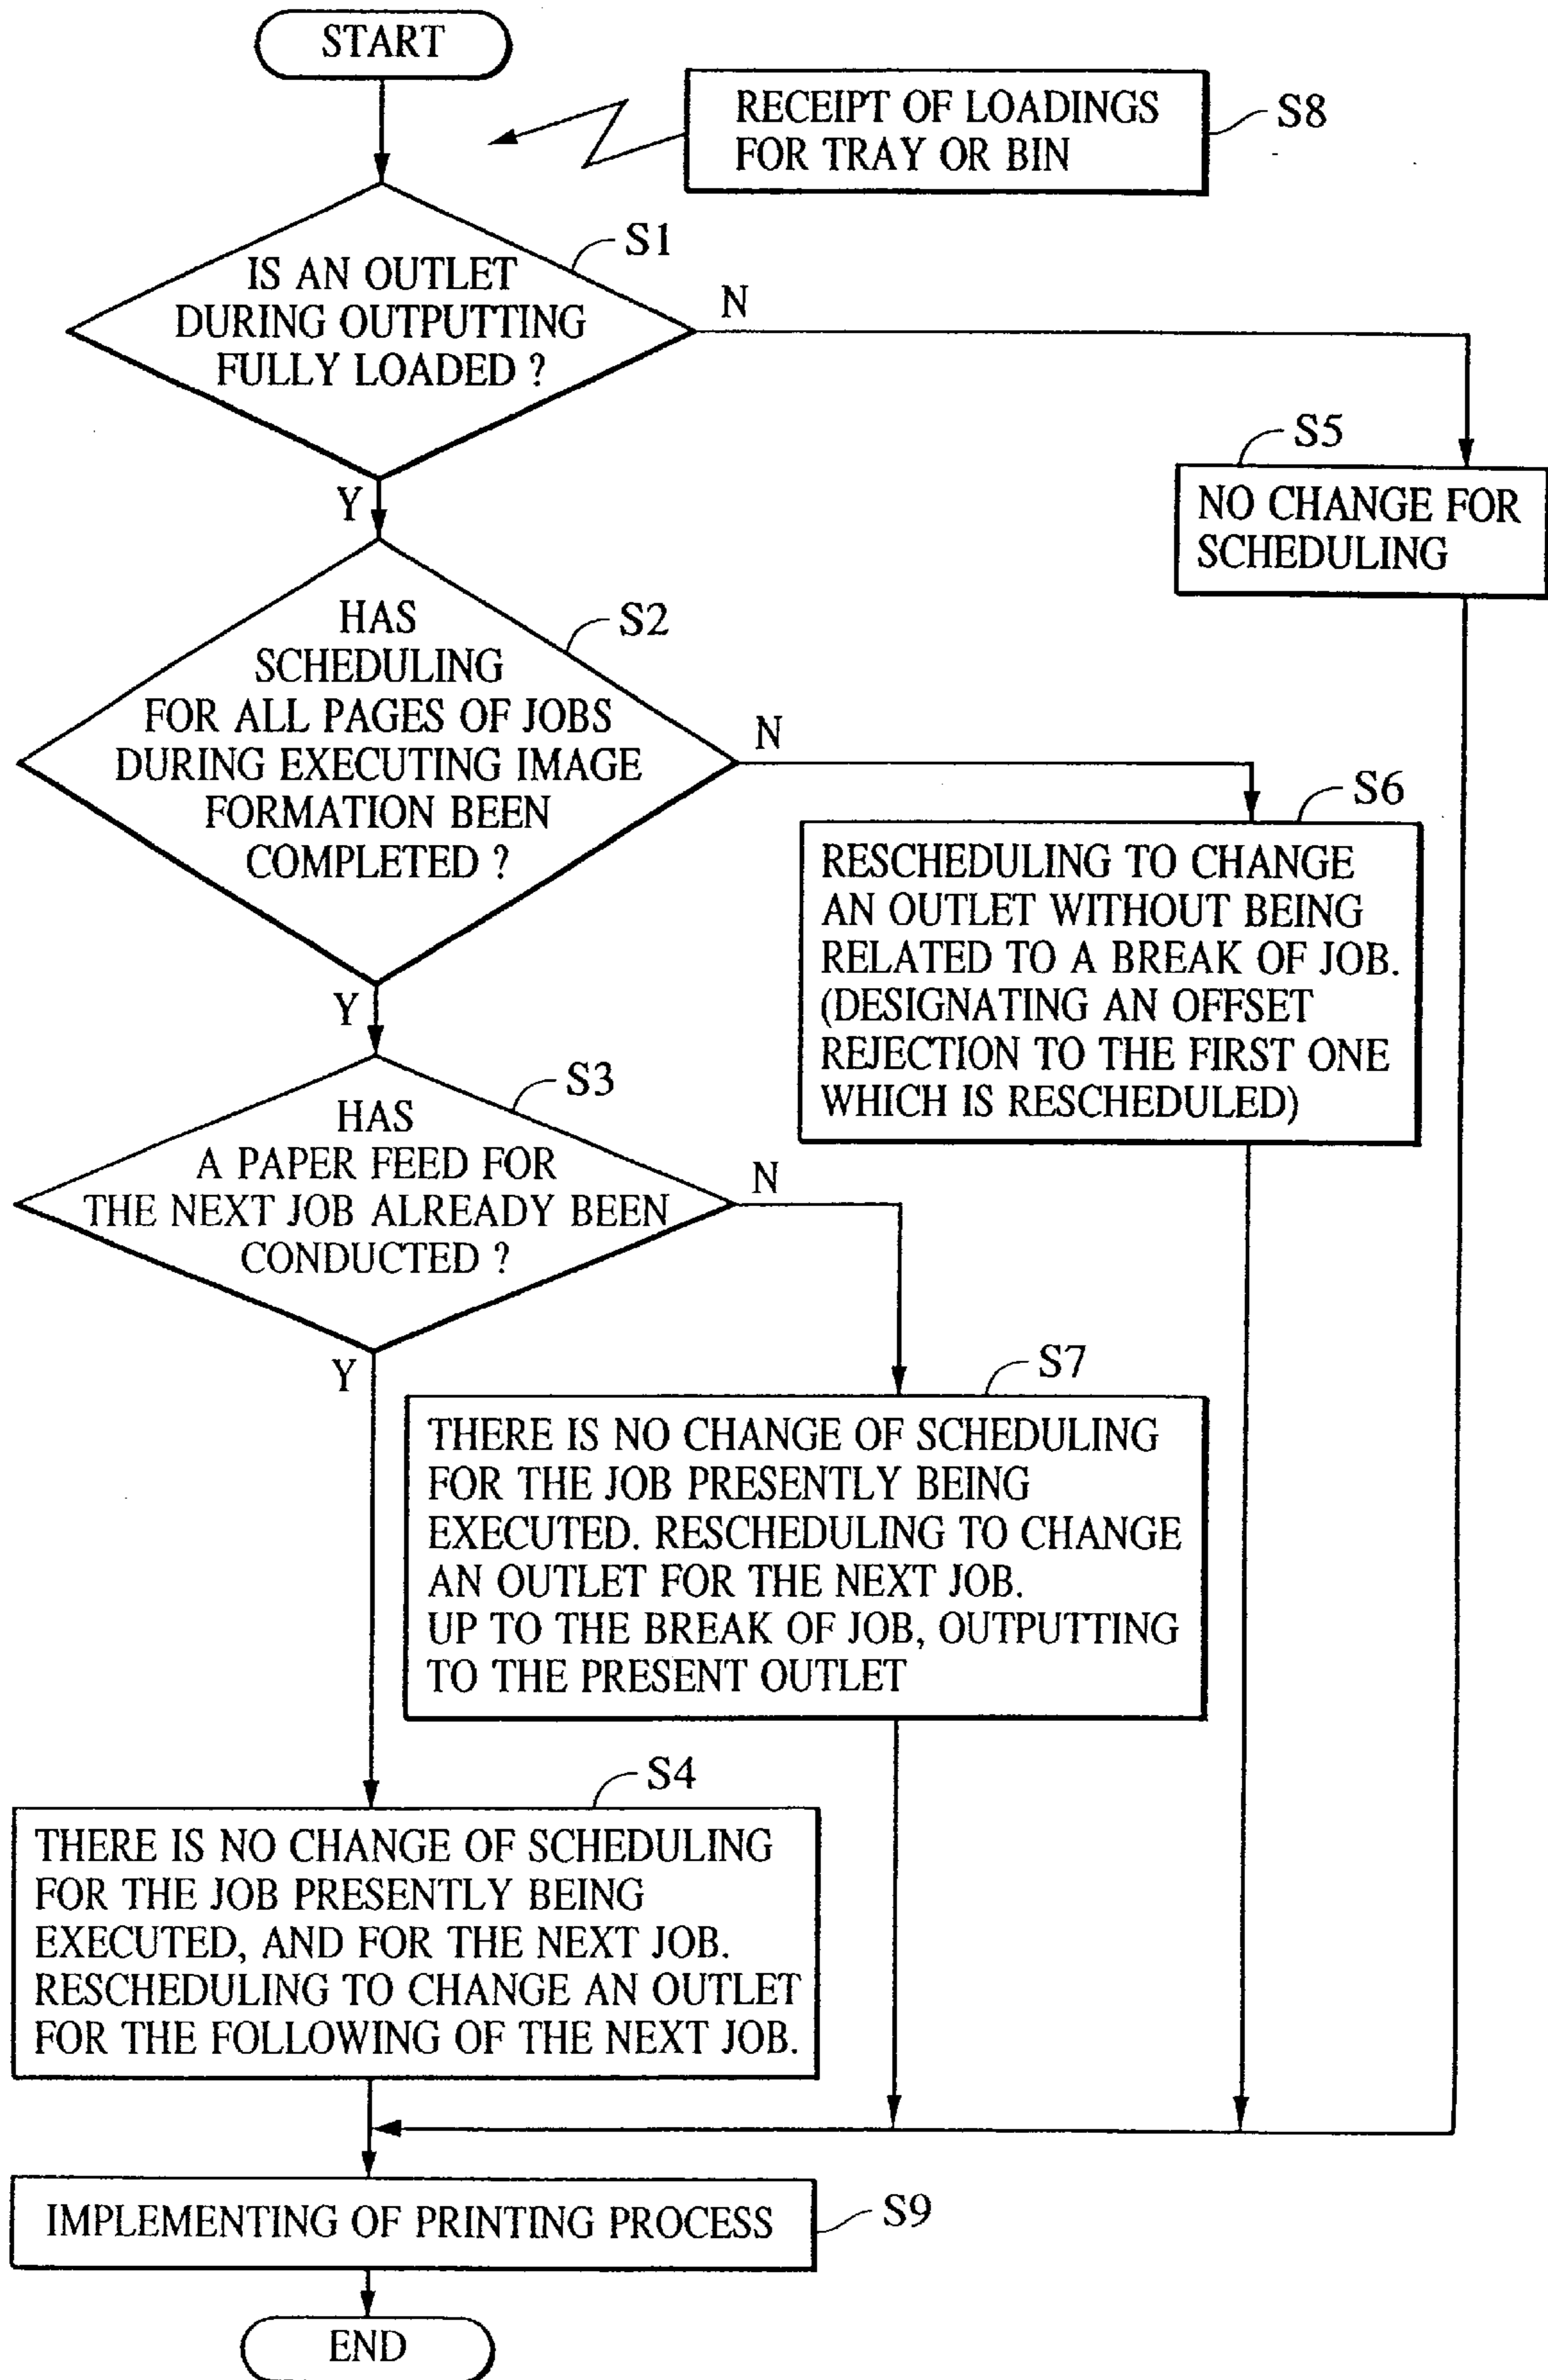 START
RECEIPT OF LOADINGS
FOR TRAY OR BIN
S8
S1
IS AN OUTLET
DURING OUTPUTTING
FULLY LOADED ?
N
Y
S5
NO CHANGE FOR
SCHEDULING
S2
HAS
SCHEDULING
FOR ALL PAGES OF JOBS
DURING EXECUTING IMAGE
FORMATION BEEN
COMPLETED ?
N
Y
S6
RESCHEDULING TO CHANGE
AN OUTLET WITHOUT BEING
RELATED TO A BREAK OF JOB.
(DESIGNATING AN OFFSET
REJECTION TO THE FIRST ONE
WHICH IS RESCHEDULED)
S3
HAS
A PAPER FEED FOR
THE NEXT JOB ALREADY BEEN
CONDUCTED ?
N
Y
S7
THERE IS NO CHANGE OF SCHEDULING
FOR THE JOB PRESENTLY BEING
EXECUTED. RESCHEDULING TO CHANGE
AN OUTLET FOR THE NEXT JOB.
UP TO THE BREAK OF JOB, OUTPUTTING
TO THE PRESENT OUTLET
S4
THERE IS NO CHANGE OF SCHEDULING
FOR THE JOB PRESENTLY BEING
EXECUTED, AND FOR THE NEXT JOB.
RESCHEDULING TO CHANGE AN OUTLET
FOR THE FOLLOWING OF THE NEXT JOB.
IMPLEMENTING OF PRINTING PROCESS
S9
END